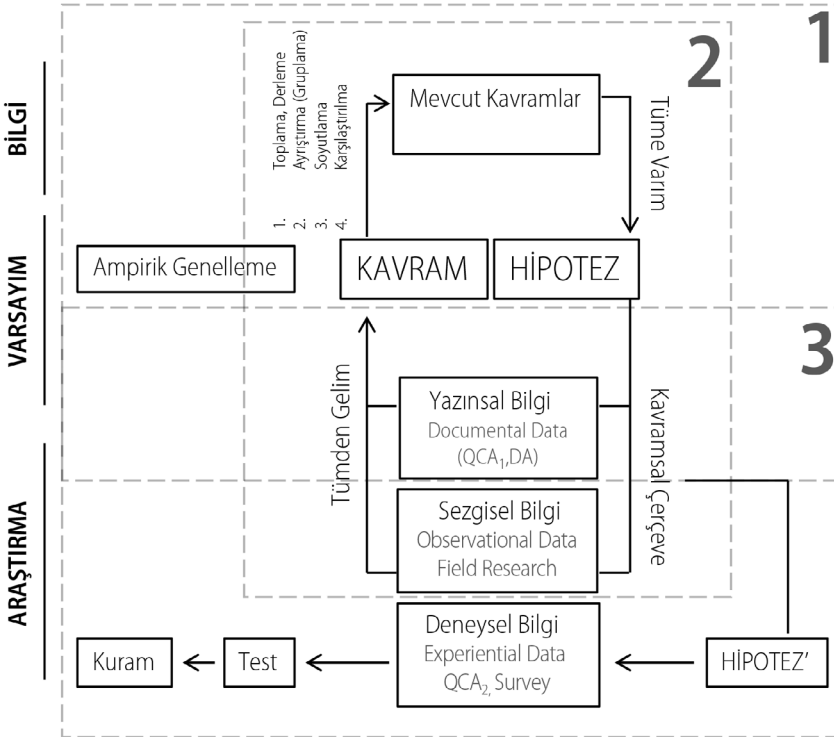 1
2
BİLGİ
1. Toplama, Derleme
2. Ayrıştırma (Gruplama)
3. Soyutlama
4. Karşılaştırılma
Mevcut Kavramlar
Tüme Varım
VARSAYIM
Ampirik Genelleme
KAVRAM
HİPOTEZ
3
Tümden Gelim
Yazınsal Bilgi
Documental Data
(QCA₁,DA)
Kavramsal Çerçeve
ARAŞTIRMA
Sezgisel Bilgi
Observational Data
Field Research
Kuram
Test
Deneysel Bilgi
Experiential Data
QCA₂, Survey
HİPOTEZ’